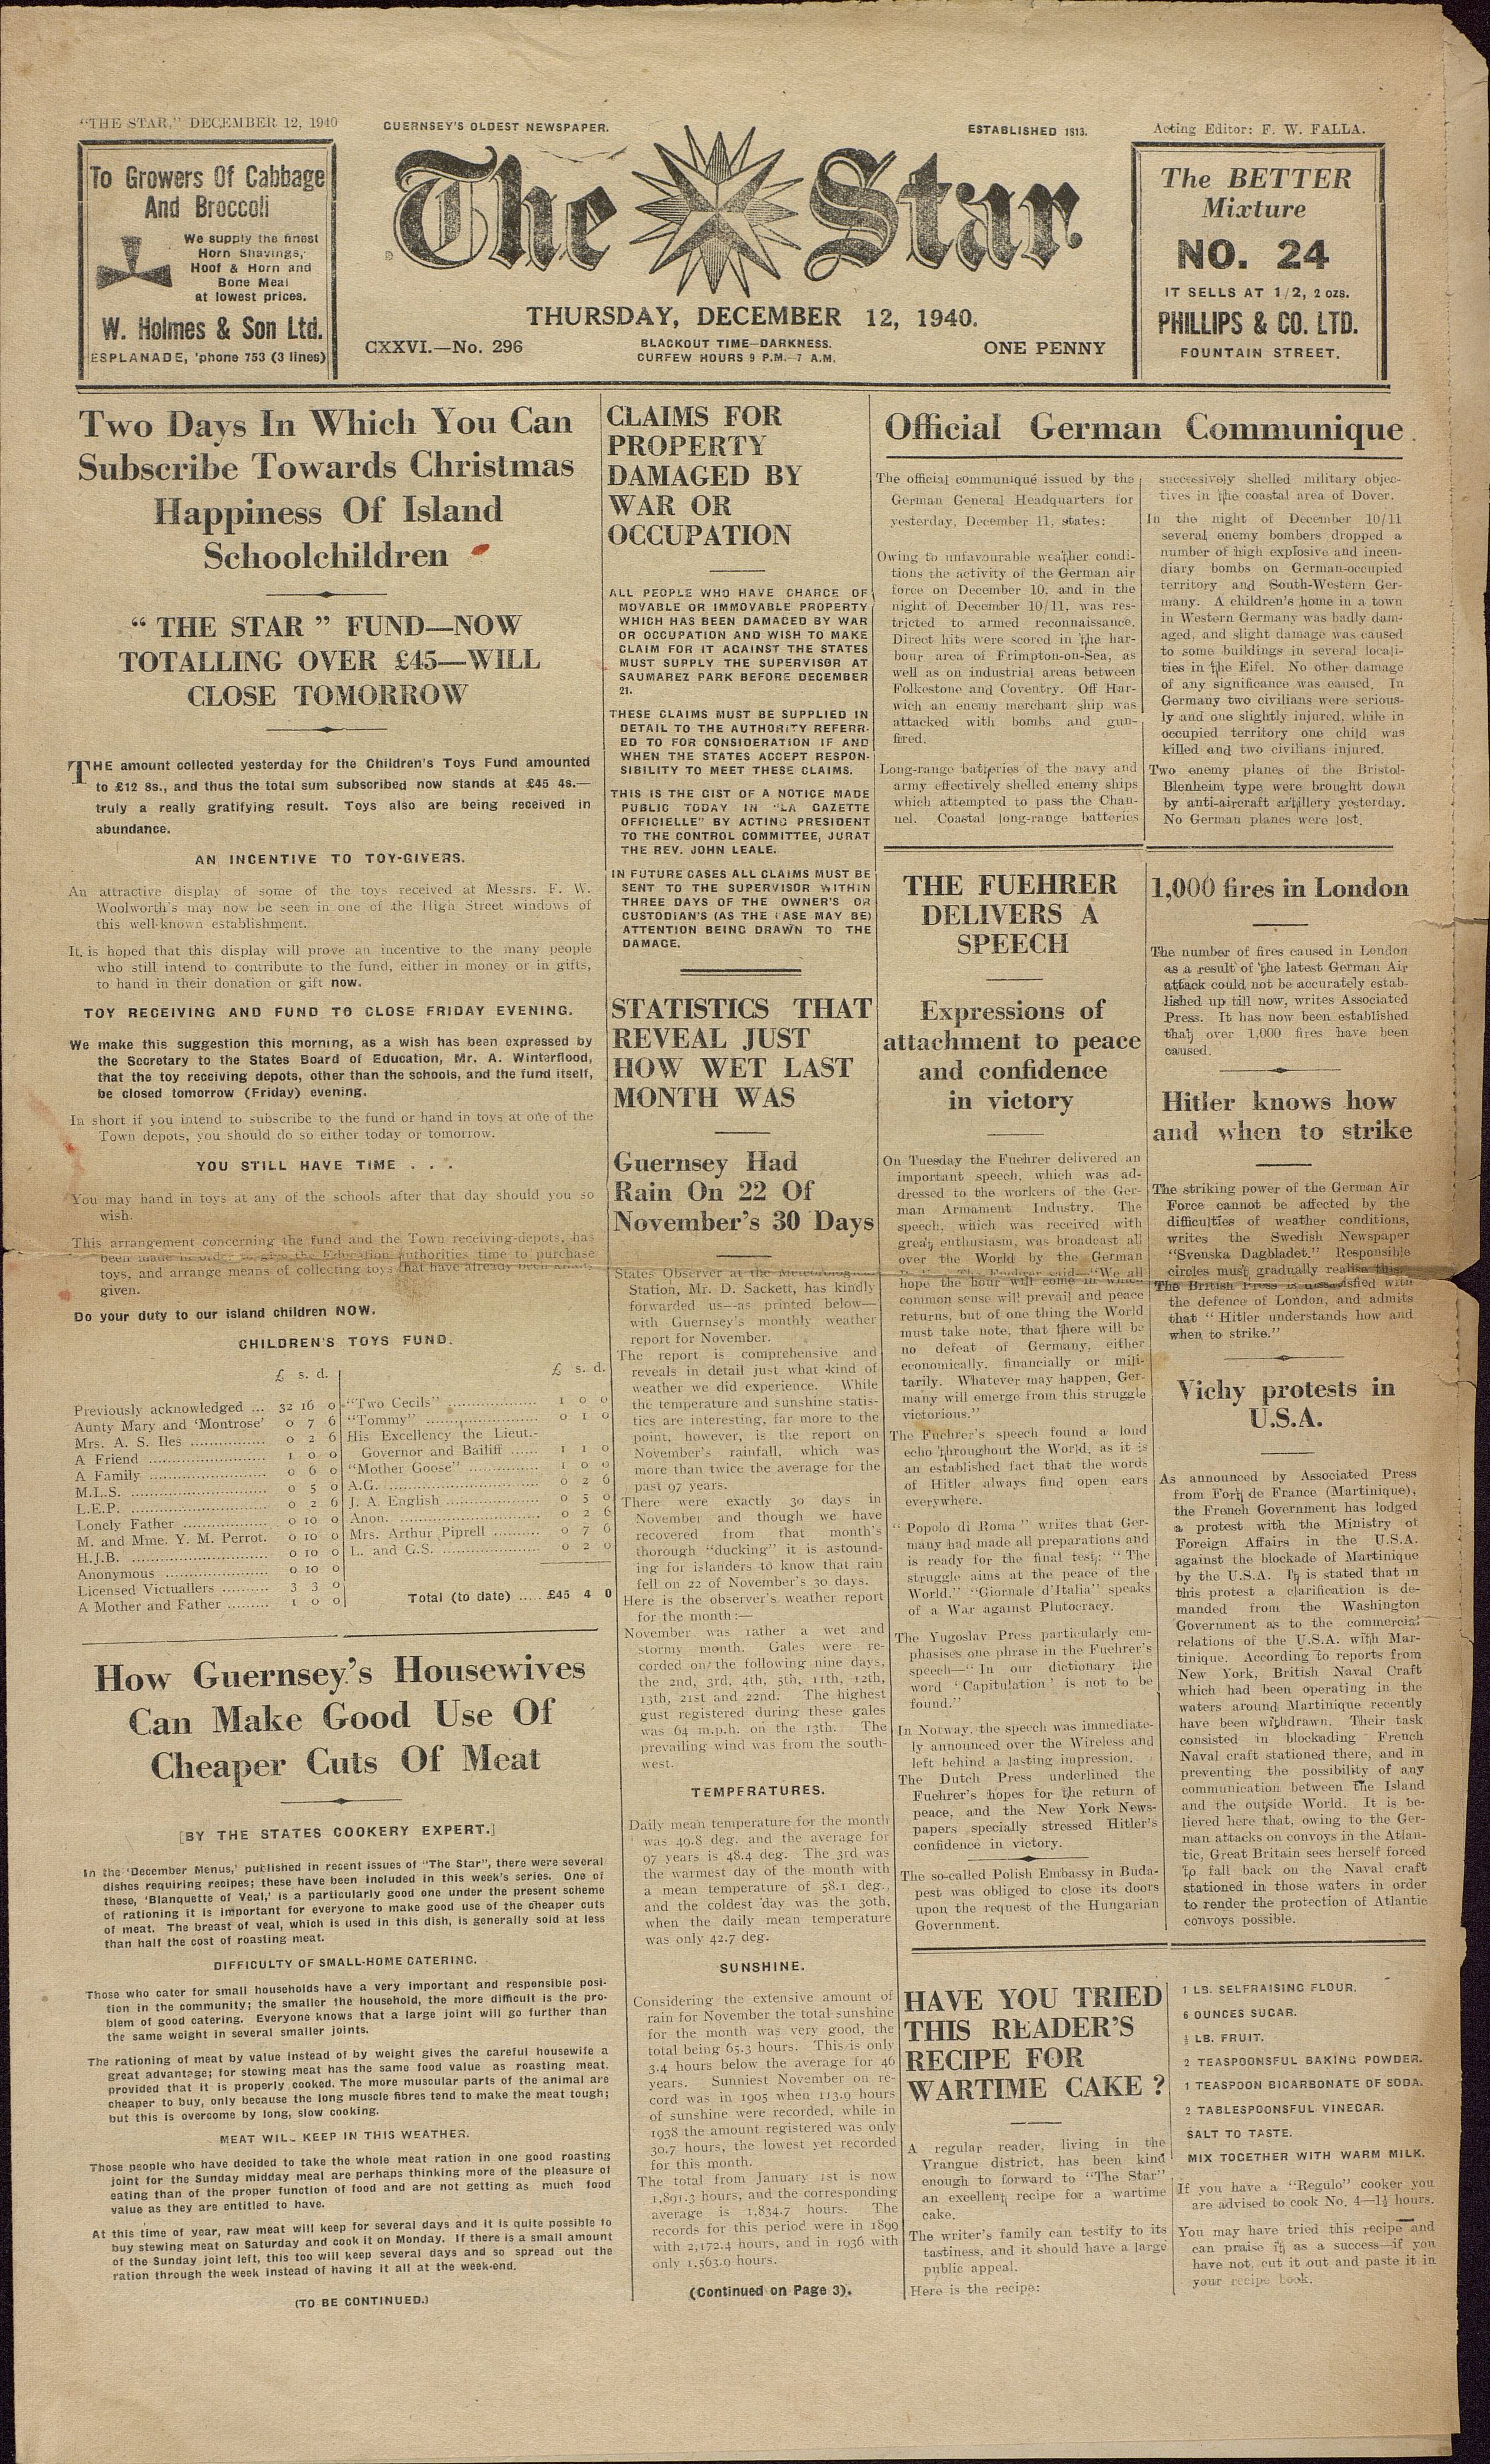 "THE STAR," DECEMBER 12, 1940
GUERNSEY'S OLDEST NEWSPAPER.
ESTABLISHED 1813.
Acting Editor: F. W. FALLA.
To Growers Of Cabbage
And Broccoli
We supply the finest
Horn Shavings,
Hoof & Horn and
Bone Meal
at lowest prices.
W. Holmes & Son Ltd.
ESPLANADE, 'phone 753 (3 lines)
The Star
THURSDAY, DECEMBER 12, 1940.
CXXVI.—No. 296
BLACKOUT TIME—DARKNESS.
CURFEW HOURS 9 P.M.—7 A.M.
ONE PENNY
The BETTER
Mixture
NO. 24
IT SELLS AT 1/2, 2 ozs.
PHILLIPS & CO. LTD.
FOUNTAIN STREET.
Two Days In Which You Can
Subscribe Towards Christmas
Happiness Of Island
Schoolchildren
" THE STAR " FUND—NOW
TOTALLING OVER £45—WILL
CLOSE TOMORROW
THE amount collected yesterday for the Children's Toys Fund amounted
to £12 8s., and thus the total sum subscribed now stands at £45 4s.—
truly a really gratifying result. Toys also are being received in
abundance.
AN INCENTIVE TO TOY-GIVERS.
An attractive display of some of the toys received at Messrs. F. W.
Woolworth's may now be seen in one of the High Street windows of
this well-known establishment.
It is hoped that this display will prove an incentive to the many people
who still intend to contribute to the fund, either in money or in gifts,
to hand in their donation or gift now.
TOY RECEIVING AND FUND TO CLOSE FRIDAY EVENING.
We make this suggestion this morning, as a wish has been expressed by
the Secretary to the States Board of Education, Mr. A. Winterflood,
that the toy receiving depots, other than the schools, and the fund itself,
be closed tomorrow (Friday) evening.
In short if you intend to subscribe to the fund or hand in toys at one of the
Town depots, you should do so either today or tomorrow.
YOU STILL HAVE TIME . . .
You may hand in toys at any of the schools after that day should you so
wish.
This arrangement concerning the fund and the Town receiving-depots, has
been made in order to give the Education authorities time to purchase
toys, and arrange means of collecting toys that have already been
given.
Do your duty to our island children NOW.
CHILDREN'S TOYS FUND.
£ s. d.
Previously acknowledged ... 32 16 0
Aunty Mary and 'Montrose' 0 7 6
Mrs. A. S. Iles ............... 0 2 6
A Friend ........................ 1 0 0
A Family ........................ 0 6 0
M.L.S. ........................... 0 5 0
L.E.P. ........................... 0 2 6
Lonely Father ................. 0 10 0
M. and Mme. Y. M. Perrot. 0 10 0
H.J.B. ........................... 0 10 0
Anonymous ..................... 0 10 0
Licensed Victuallers .......... 3 3 0
A Mother and Father ......... 1 0 0
£ s. d.
"Two Cecils" .................. 1 0 0
"Tommy" ...................... 0 1 0
His Excellency the Lieut.-
Governor and Bailiff ...... 1 1 0
"Mother Goose" .............. 1 0 0
A.G. .............................. 0 2 6
J. A. English ................... 0 5 0
Anon. ............................ 0 2 6
Mrs. Arthur Piprell .......... 0 7 6
L. and G.S. .................... 0 2 0
Total (to date) ..... £45 4 0
How Guernsey's Housewives
Can Make Good Use Of
Cheaper Cuts Of Meat
[BY THE STATES COOKERY EXPERT.]
In the 'December Menus,' published in recent issues of "The Star", there were several
dishes requiring recipes; these have been included in this week's series. One of
these, 'Blanquette of Veal,' is a particularly good one under the present scheme
of rationing it is important for everyone to make good use of the cheaper cuts
of meat. The breast of veal, which is used in this dish, is generally sold at less
than half the cost of roasting meat.
DIFFICULTY OF SMALL-HOME CATERING.
Those who cater for small households have a very important and responsible posi-
tion in the community; the smaller the household, the more difficult is the pro-
blem of good catering. Everyone knows that a large joint will go further than
the same weight in several smaller joints.
The rationing of meat by value instead of by weight gives the careful housewife a
great advantage; for stewing meat has the same food value as roasting meat,
provided that it is properly cooked. The more muscular parts of the animal are
cheaper to buy, only because the long muscle fibres tend to make the meat tough;
but this is overcome by long, slow cooking.
MEAT WILL KEEP IN THIS WEATHER.
Those people who have decided to take the whole meat ration in one good roasting
joint for the Sunday midday meal are perhaps thinking more of the pleasure of
eating than of the proper function of food and are not getting as much food
value as they are entitled to have.
At this time of year, raw meat will keep for several days and it is quite possible to
buy stewing meat on Saturday and cook it on Monday. If there is a small amount
of the Sunday joint left, this too will keep several days and so spread out the
ration through the week instead of having it all at the week-end.
(TO BE CONTINUED.)
CLAIMS FOR
PROPERTY
DAMAGED BY
WAR OR
OCCUPATION
ALL PEOPLE WHO HAVE CHARGE OF
MOVABLE OR IMMOVABLE PROPERTY
WHICH HAS BEEN DAMAGED BY WAR
OR OCCUPATION AND WISH TO MAKE
CLAIM FOR IT AGAINST THE STATES
MUST SUPPLY THE SUPERVISOR AT
SAUMAREZ PARK BEFORE DECEMBER
21.
THESE CLAIMS MUST BE SUPPLIED IN
DETAIL TO THE AUTHORITY REFERR-
ED TO FOR CONSIDERATION IF AND
WHEN THE STATES ACCEPT RESPON-
SIBILITY TO MEET THESE CLAIMS.
THIS IS THE GIST OF A NOTICE MADE
PUBLIC TODAY IN "LA GAZETTE
OFFICIELLE" BY ACTING PRESIDENT
TO THE CONTROL COMMITTEE, JURAT
THE REV. JOHN LEALE.
IN FUTURE CASES ALL CLAIMS MUST BE
SENT TO THE SUPERVISOR WITHIN
THREE DAYS OF THE OWNER'S OR
CUSTODIAN'S (AS THE CASE MAY BE)
ATTENTION BEING DRAWN TO THE
DAMAGE.
STATISTICS THAT
REVEAL JUST
HOW WET LAST
MONTH WAS
Guernsey Had
Rain On 22 Of
November's 30 Days
States Observer at the Meteorological
Station, Mr. D. Sackett, has kindly
forwarded us—as printed below—
with Guernsey's monthly weather
report for November.
The report is comprehensive and
reveals in detail just what kind of
weather we did experience. While
the temperature and sunshine statis-
tics are interesting, far more to the
point, however, is the report on
November's rainfall, which was
more than twice the average for the
past 97 years.
There were exactly 30 days in
November and though we have
recovered from that month's
thorough "ducking" it is astound-
ing for islanders to know that rain
fell on 22 of November's 30 days.
Here is the observer's weather report
for the month:—
November was rather a wet and
stormy month. Gales were re-
corded on the following nine days,
the 2nd, 3rd, 4th, 5th, 11th, 12th,
13th, 21st and 22nd. The highest
gust registered during these gales
was 64 m.p.h. on the 13th. The
prevailing wind was from the south-
west.
TEMPERATURES.
Daily mean temperature for the month
was 49.8 deg. and the average for
97 years is 48.4 deg. The 3rd was
the warmest day of the month with
a mean temperature of 58.1 deg.,
and the coldest day was the 30th,
when the daily mean temperature
was only 42.7 deg.
SUNSHINE.
Considering the extensive amount of
rain for November the total sunshine
for the month was very good, the
total being 65.3 hours. This is only
3.4 hours below the average for 46
years. Sunniest November on re-
cord was in 1905 when 113.9 hours
of sunshine were recorded, while in
1938 the amount registered was only
30.7 hours, the lowest yet recorded
for this month.
The total from January 1st is now
1,891.3 hours, and the corresponding
average is 1,834.7 hours. The
records for this period were in 1899
with 2,172.4 hours, and in 1936 with
only 1,563.9 hours.
(Continued on Page 3).
Official German Communique
The official communiqué issued by the
German General Headquarters for
yesterday, December 11, states:
Owing to unfavourable weather condi-
tions the activity of the German air
force on December 10, and in the
night of December 10/11, was res-
tricted to armed reconnaissance.
Direct hits were scored in the har-
bour area of Frimpton-on-Sea, as
well as on industrial areas between
Folkestone and Coventry. Off Har-
wich an enemy merchant ship was
attacked with bombs and gun-
fired.
Long-range batteries of the navy and
army effectively shelled enemy ships
which attempted to pass the Chan-
nel. Coastal long-range batteries
successively shelled military objec-
tives in the coastal area of Dover.
In the night of December 10/11
several enemy bombers dropped a
number of high explosive and incen-
diary bombs on German-occupied
territory and South-Western Ger-
many. A children's home in a town
in Western Germany was badly dam-
aged, and slight damage was caused
to some buildings in several locali-
ties in the Eifel. No other damage
of any significance was caused. In
Germany two civilians were serious-
ly and one slightly injured, while in
occupied territory one child was
killed and two civilians injured.
Two enemy planes of the Bristol-
Blenheim type were brought down
by anti-aircraft artillery yesterday.
No German planes were lost.
THE FUEHRER
DELIVERS A
SPEECH
Expressions of
attachment to peace
and confidence
in victory
On Tuesday the Fuehrer delivered an
important speech, which was ad-
dressed to the workers of the Ger-
man Armament Industry. The
speech, which was received with
great enthusiasm, was broadcast all
over the World by the German
The Fuehrer said—"We all
hope the hour will come in when
common sense will prevail and peace
returns, but of one thing the World
must take note, that there will be
no defeat of Germany, either
economically, financially or mili-
tarily. Whatever may happen, Ger-
many will emerge from this struggle
victorious."
The Fuehrer's speech found a loud
echo throughout the World, as it is
an established fact that the words
of Hitler always find open ears
everywhere.
"Popolo di Roma" writes that Ger-
many had made all preparations and
is ready for the final test: "The
struggle aims at the peace of the
World." "Giornale d'Italia" speaks
of a War against Plutocracy.
The Yugoslav Press particularly em-
phasises one phrase in the Fuehrer's
speech—"In our dictionary the
word 'Capitulation' is not to be
found."
In Norway, the speech was immediate-
ly announced over the Wireless and
left behind a lasting impression.
The Dutch Press underlined the
Fuehrer's hopes for the return of
peace, and the New York News-
papers specially stressed Hitler's
confidence in victory.
The so-called Polish Embassy in Buda-
pest was obliged to close its doors
upon the request of the Hungarian
Government.
1,000 fires in London
The number of fires caused in London
as a result of the latest German Air
attack could not be accurately estab-
lished up till now, writes Associated
Press. It has now been established
that over 1,000 fires have been
caused.
Hitler knows how
and when to strike
The striking power of the German Air
Force cannot be affected by the
difficulties of weather conditions,
writes the Swedish Newspaper
"Svenska Dagbladet." Responsible
circles must gradually realise this.
The British Press is dissatisfied with
the defence of London, and admits
that "Hitler understands how and
when to strike."
Vichy protests in
U.S.A.
As announced by Associated Press
from Fort de France (Martinique),
the French Government has lodged
a protest with the Ministry of
Foreign Affairs in the U.S.A.
against the blockade of Martinique
by the U.S.A. It is stated that in
this protest a clarification is de-
manded from the Washington
Government as to the commercial
relations of the U.S.A. with Mar-
tinique. According to reports from
New York, British Naval Craft
which had been operating in the
waters around Martinique recently
have been withdrawn. Their task
consisted in blockading French
Naval craft stationed there, and in
preventing the possibility of any
communication between the Island
and the outside World. It is be-
lieved here that, owing to the Ger-
man attacks on convoys in the Atlan-
tic, Great Britain sees herself forced
to fall back on the Naval craft
stationed in those waters in order
to render the protection of Atlantic
convoys possible.
HAVE YOU TRIED
THIS READER'S
RECIPE FOR
WARTIME CAKE ?
A regular reader, living in the
Vrangue district, has been kind
enough to forward to "The Star"
an excellent recipe for a wartime
cake.
The writer's family can testify to its
tastiness, and it should have a large
public appeal.
Here is the recipe:
1 LB. SELFRAISING FLOUR.
6 OUNCES SUGAR.
½ LB. FRUIT.
2 TEASPOONSFUL BAKING POWDER.
1 TEASPOON BICARBONATE OF SODA.
2 TABLESPOONSFUL VINEGAR.
SALT TO TASTE.
MIX TOGETHER WITH WARM MILK.
If you have a "Regulo" cooker you
are advised to cook No. 4—1½ hours.
You may have tried this recipe and
can praise it as a success—if you
have not, cut it out and paste it in
your recipe book.